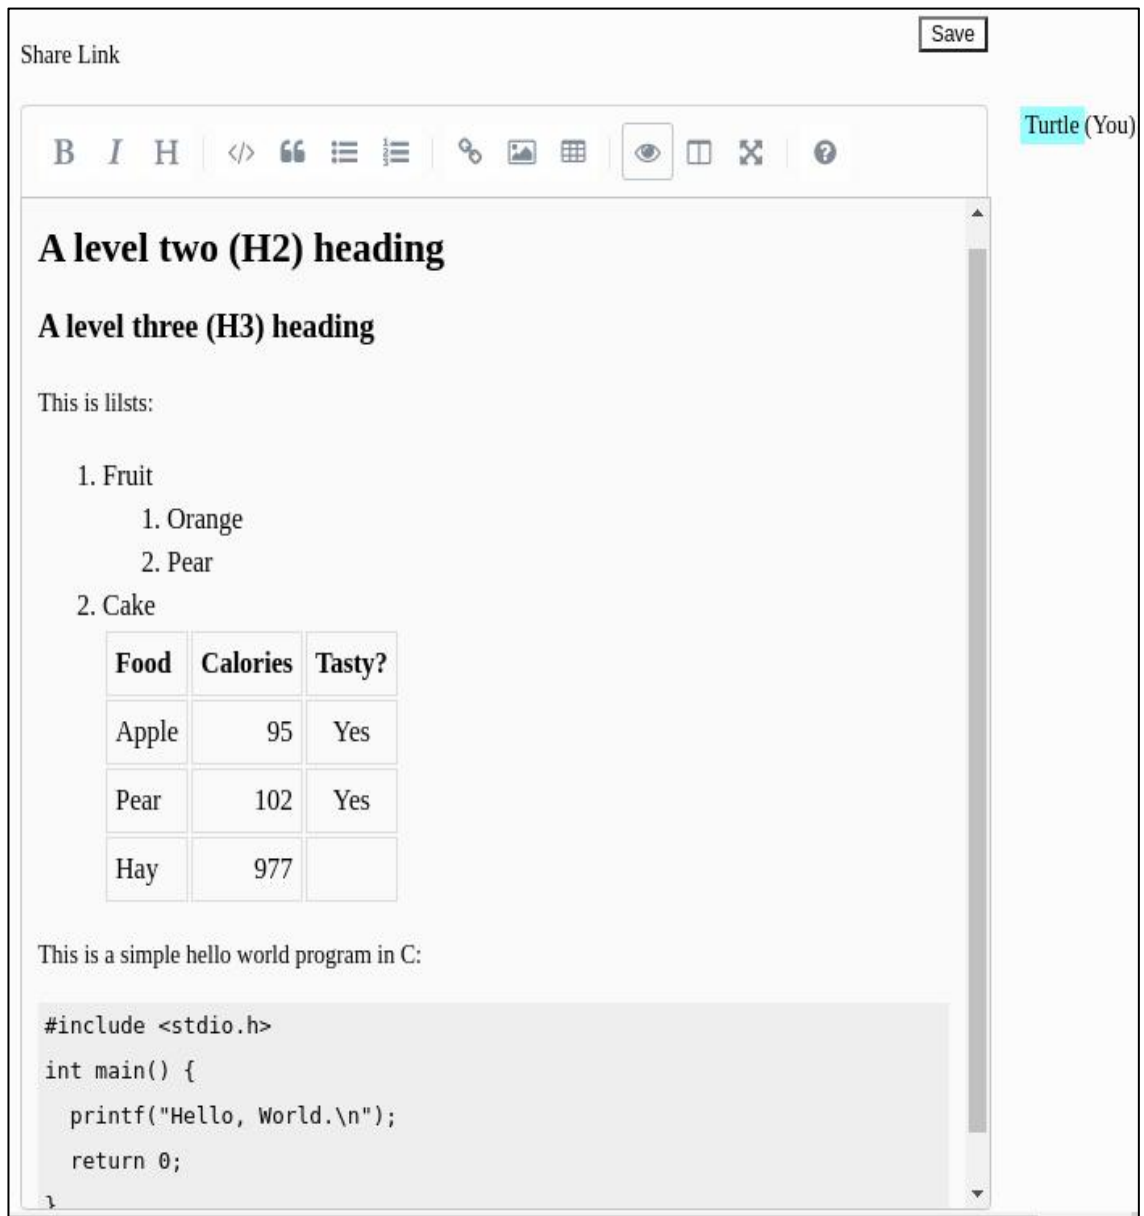 Save
Share Link
Turtle (You)
B I H
A level two (H2) heading
A level three (H3) heading
This is lilsts:
1. Fruit
1. Orange
2. Pear
2. Cake
Food Calories Tasty?
Apple 95 Yes
Pear 102 Yes
Hay 977
This is a simple hello world program in C:
#include <stdio.h>
int main() {
  printf("Hello, World.\n");
  return 0;
}